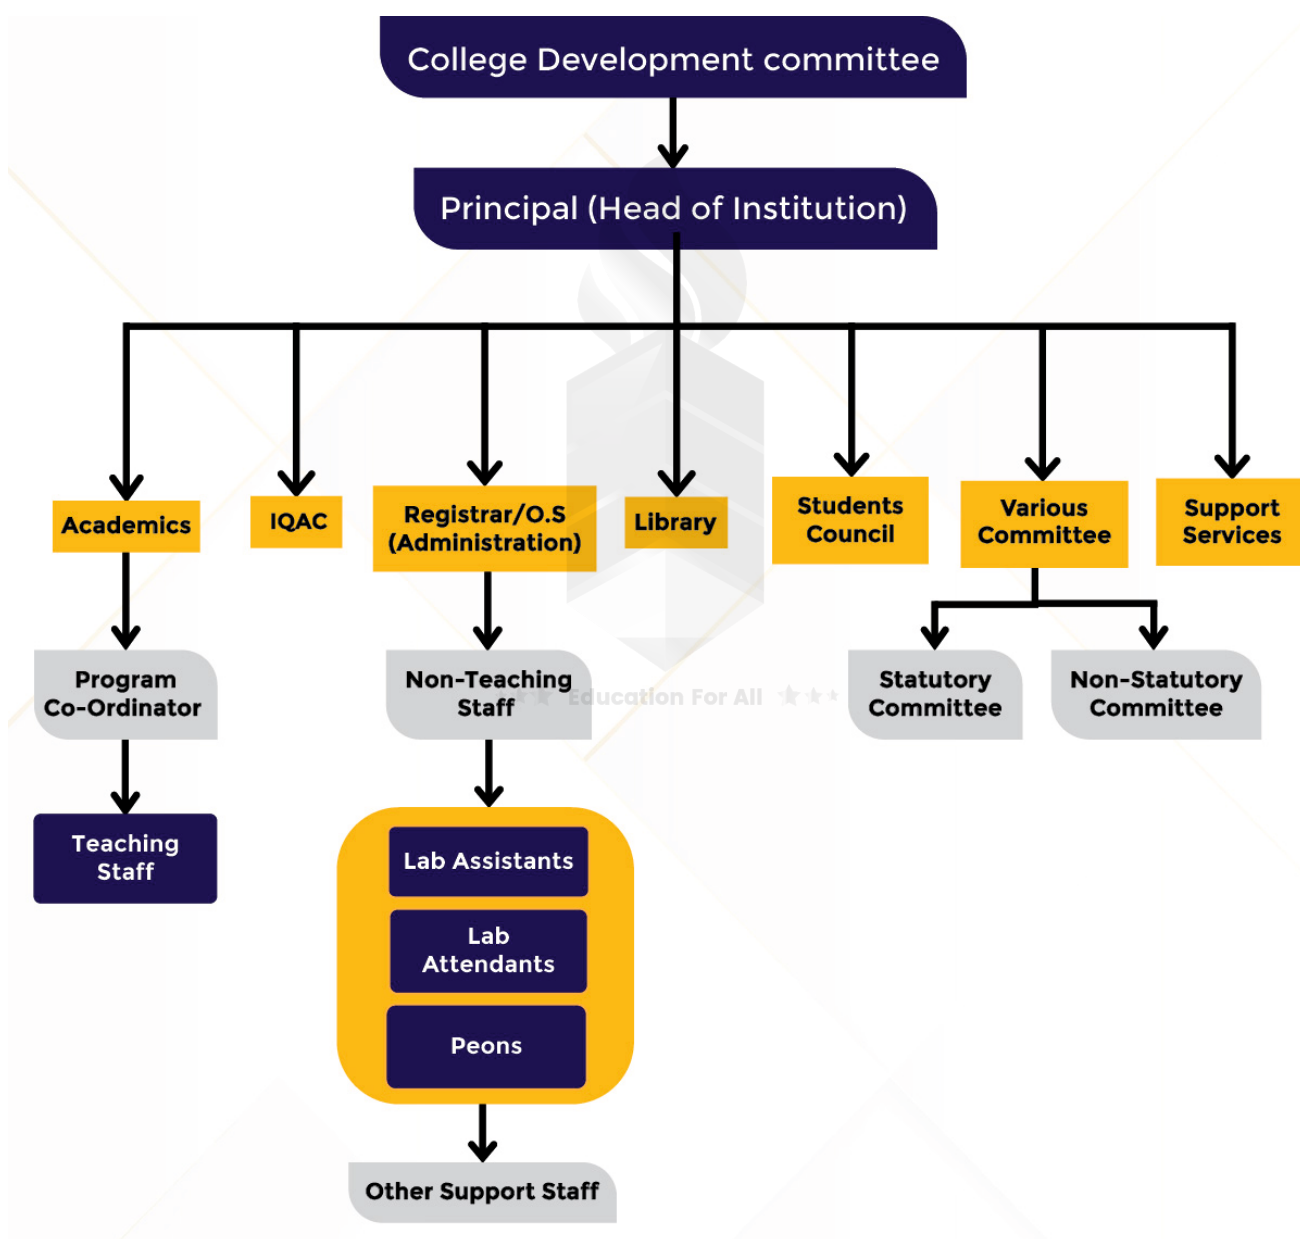 College Development committee
Principal (Head of Institution)
Academics
IQAC
Registrar/O.S
(Administration)
Library
Students
Council
Various
Committee
Support
Services
Program
Co-Ordinator
Non-Teaching
Staff
Education For All
Statutory
Committee
Non-Statutory
Committee
Teaching
Staff
Lab Assistants
Lab
Attendants
Peons
Other Support Staff